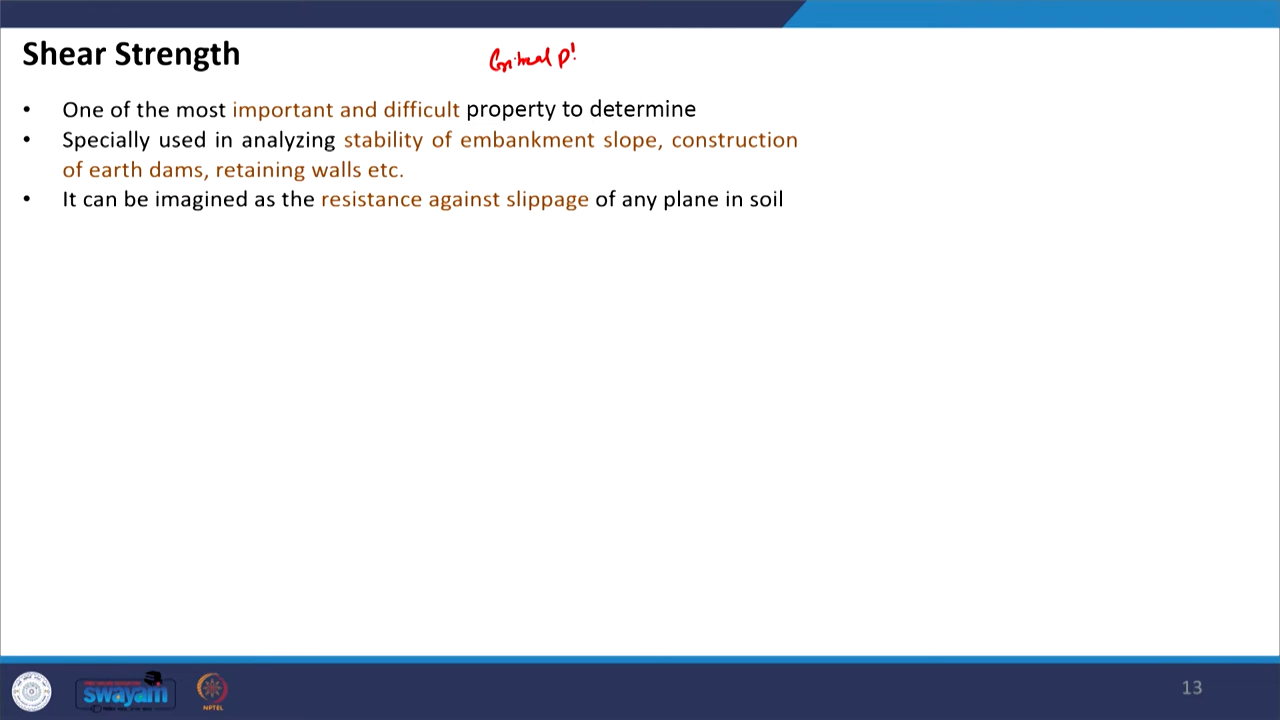 Shear Strength
Critical
• One of the most important and difficult property to determine
• Specially used in analyzing stability of embankment slope, construction
of earth dams, retaining walls etc.
• It can be imagined as the resistance against slippage of any plane in soil
swayam
NPTEL
13